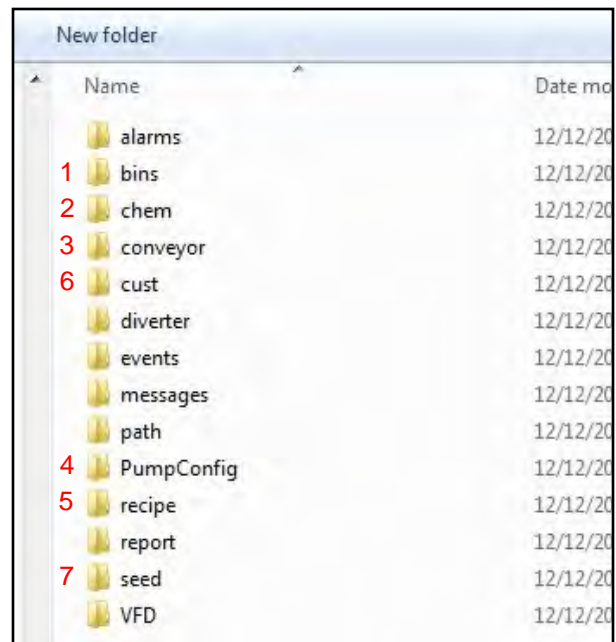 New folder
Name Date mo
alarms 12/12/20
1 bins 12/12/20
2 chem 12/12/20
3 conveyor 12/12/20
6 cust 12/12/20
diverter 12/12/20
events 12/12/20
messages 12/12/20
path 12/12/20
4 PumpConfig 12/12/20
5 recipe 12/12/20
report 12/12/20
7 seed 12/12/20
VFD 12/12/20